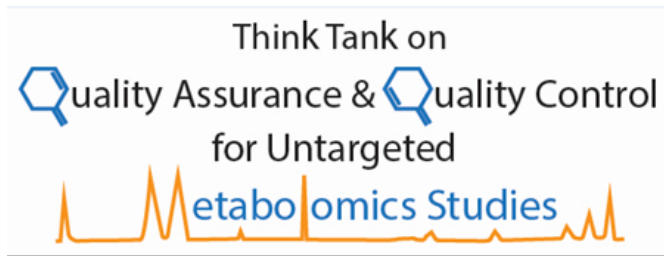 Think Tank on
Quality Assurance & Quality Control
for Untargeted
Metabolomics Studies